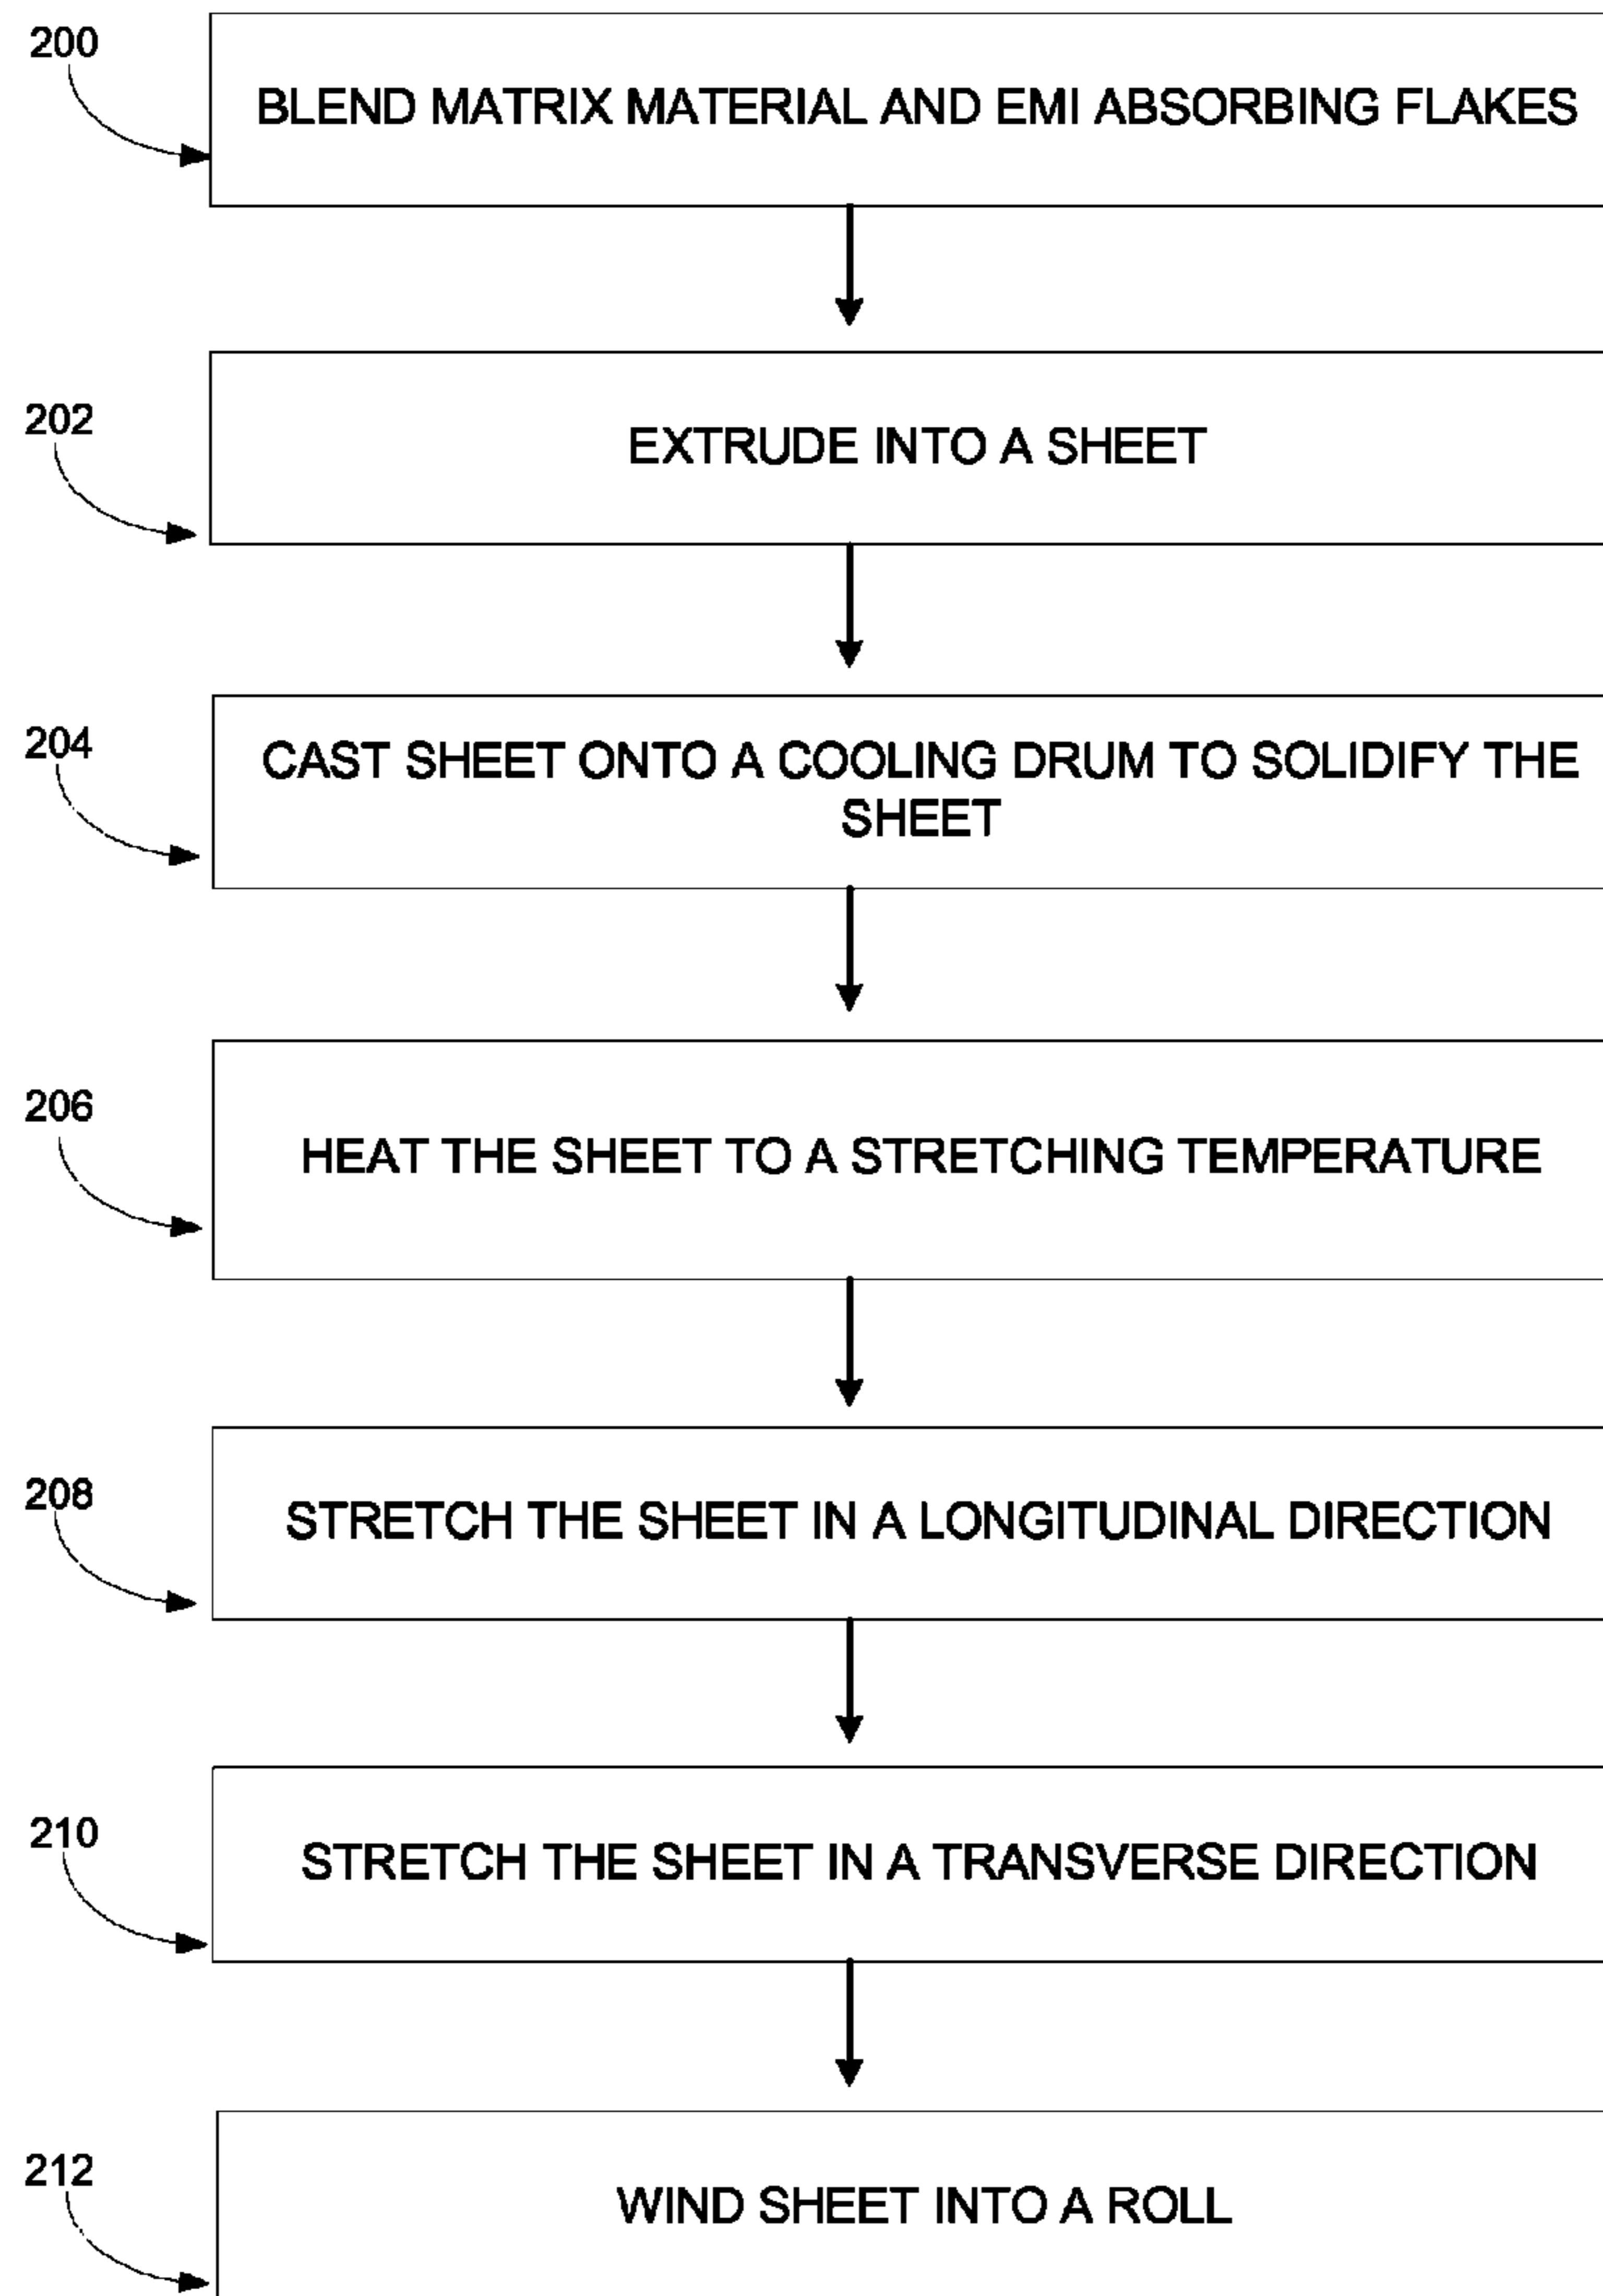 200
BLEND MATRIX MATERIAL AND EMI ABSORBING FLAKES
202
EXTRUDE INTO A SHEET
204
CAST SHEET ONTO A COOLING DRUM TO SOLIDIFY THE
SHEET
206
HEAT THE SHEET TO A STRETCHING TEMPERATURE
208
STRETCH THE SHEET IN A LONGITUDINAL DIRECTION
210
STRETCH THE SHEET IN A TRANSVERSE DIRECTION
212
WIND SHEET INTO A ROLL